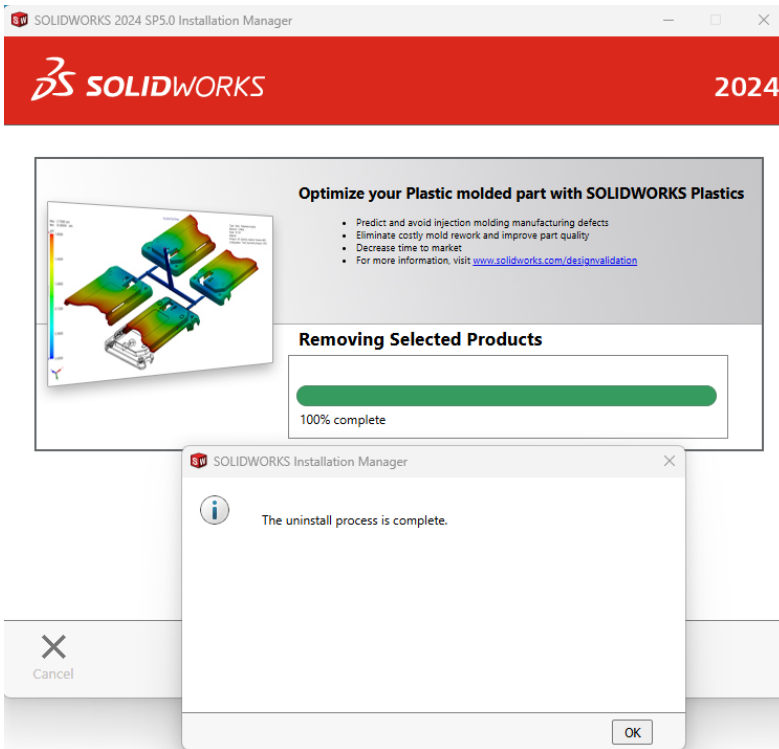 SOLIDWORKS 2024 SP5.0 Installation Manager
SOLIDWORKS
2024
Optimize your Plastic molded part with SOLIDWORKS Plastics
• Predict and avoid injection molding manufacturing defects
• Eliminate costly mold rework and improve part quality
• Decrease time to market
• For more information, visit www.solidworks.com/designvalidation
Removing Selected Products
100% complete
SOLIDWORKS Installation Manager
The uninstall process is complete.
Cancel
OK